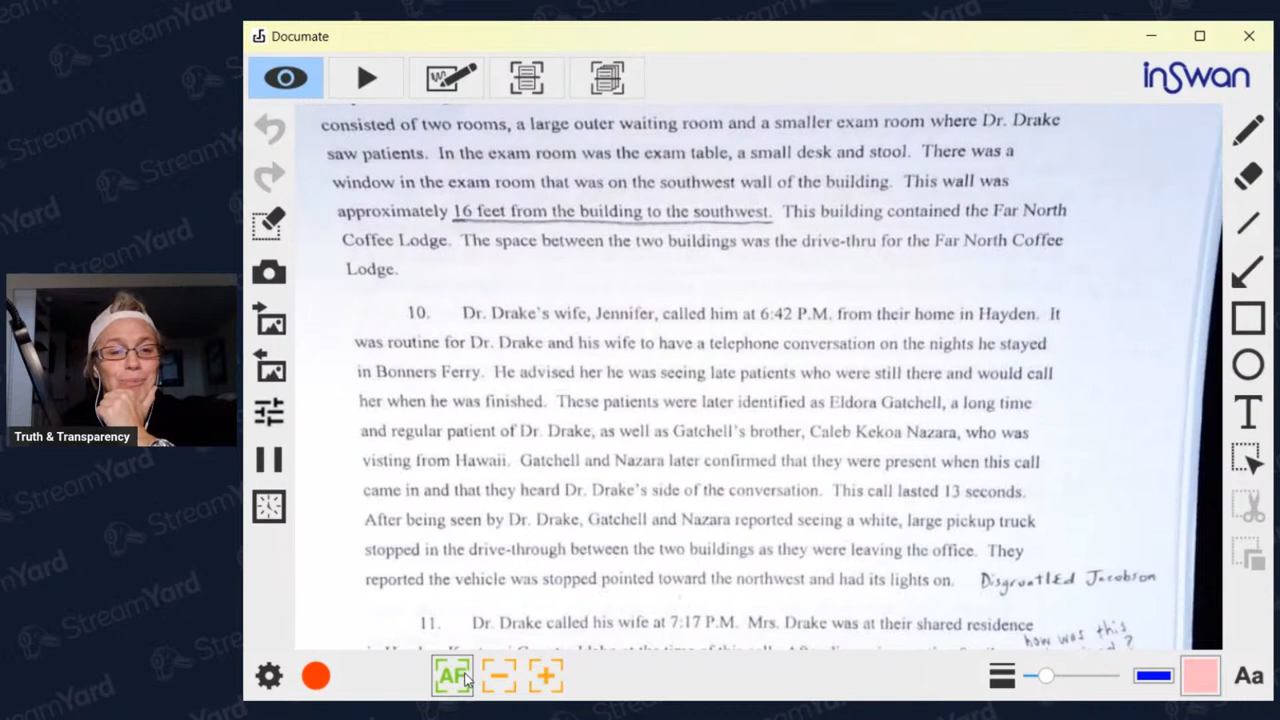 StreamYard
Documate
inSwan
consisted of two rooms, a large outer waiting room and a smaller exam room where Dr. Drake
saw patients. In the exam room was the exam table, a small desk and stool. There was a
window in the exam room that was on the southwest wall of the building. This wall was
approximately 16 feet from the building to the southwest. This building contained the Far North
Coffee Lodge. The space between the two buildings was the drive-thru for the Far North Coffee
Lodge.
10. Dr. Drake's wife, Jennifer, called him at 6:42 P.M. from their home in Hayden. It
was routine for Dr. Drake and his wife to have a telephone conversation on the nights he stayed
in Bonners Ferry. He advised her he was seeing late patients who were still there and would call
her when he was finished. These patients were later identified as Eldora Gatchell, a long time
and regular patient of Dr. Drake, as well as Gatchell's brother, Caleb Kekoa Nazara, who was
visting from Hawaii. Gatchell and Nazara later confirmed that they were present when this call
came in and that they heard Dr. Drake's side of the conversation. This call lasted 13 seconds.
After being seen by Dr. Drake, Gatchell and Nazara reported seeing a white, large pickup truck
stopped in the drive-through between the two buildings as they were leaving the office. They
reported the vehicle was stopped pointed toward the northwest and had its lights on. Disgruntled Jacobson
11. Dr. Drake called his wife at 7:17 P.M. Mrs. Drake was at their shared residence
how was this
Truth & Transparency
AF
T
Aa